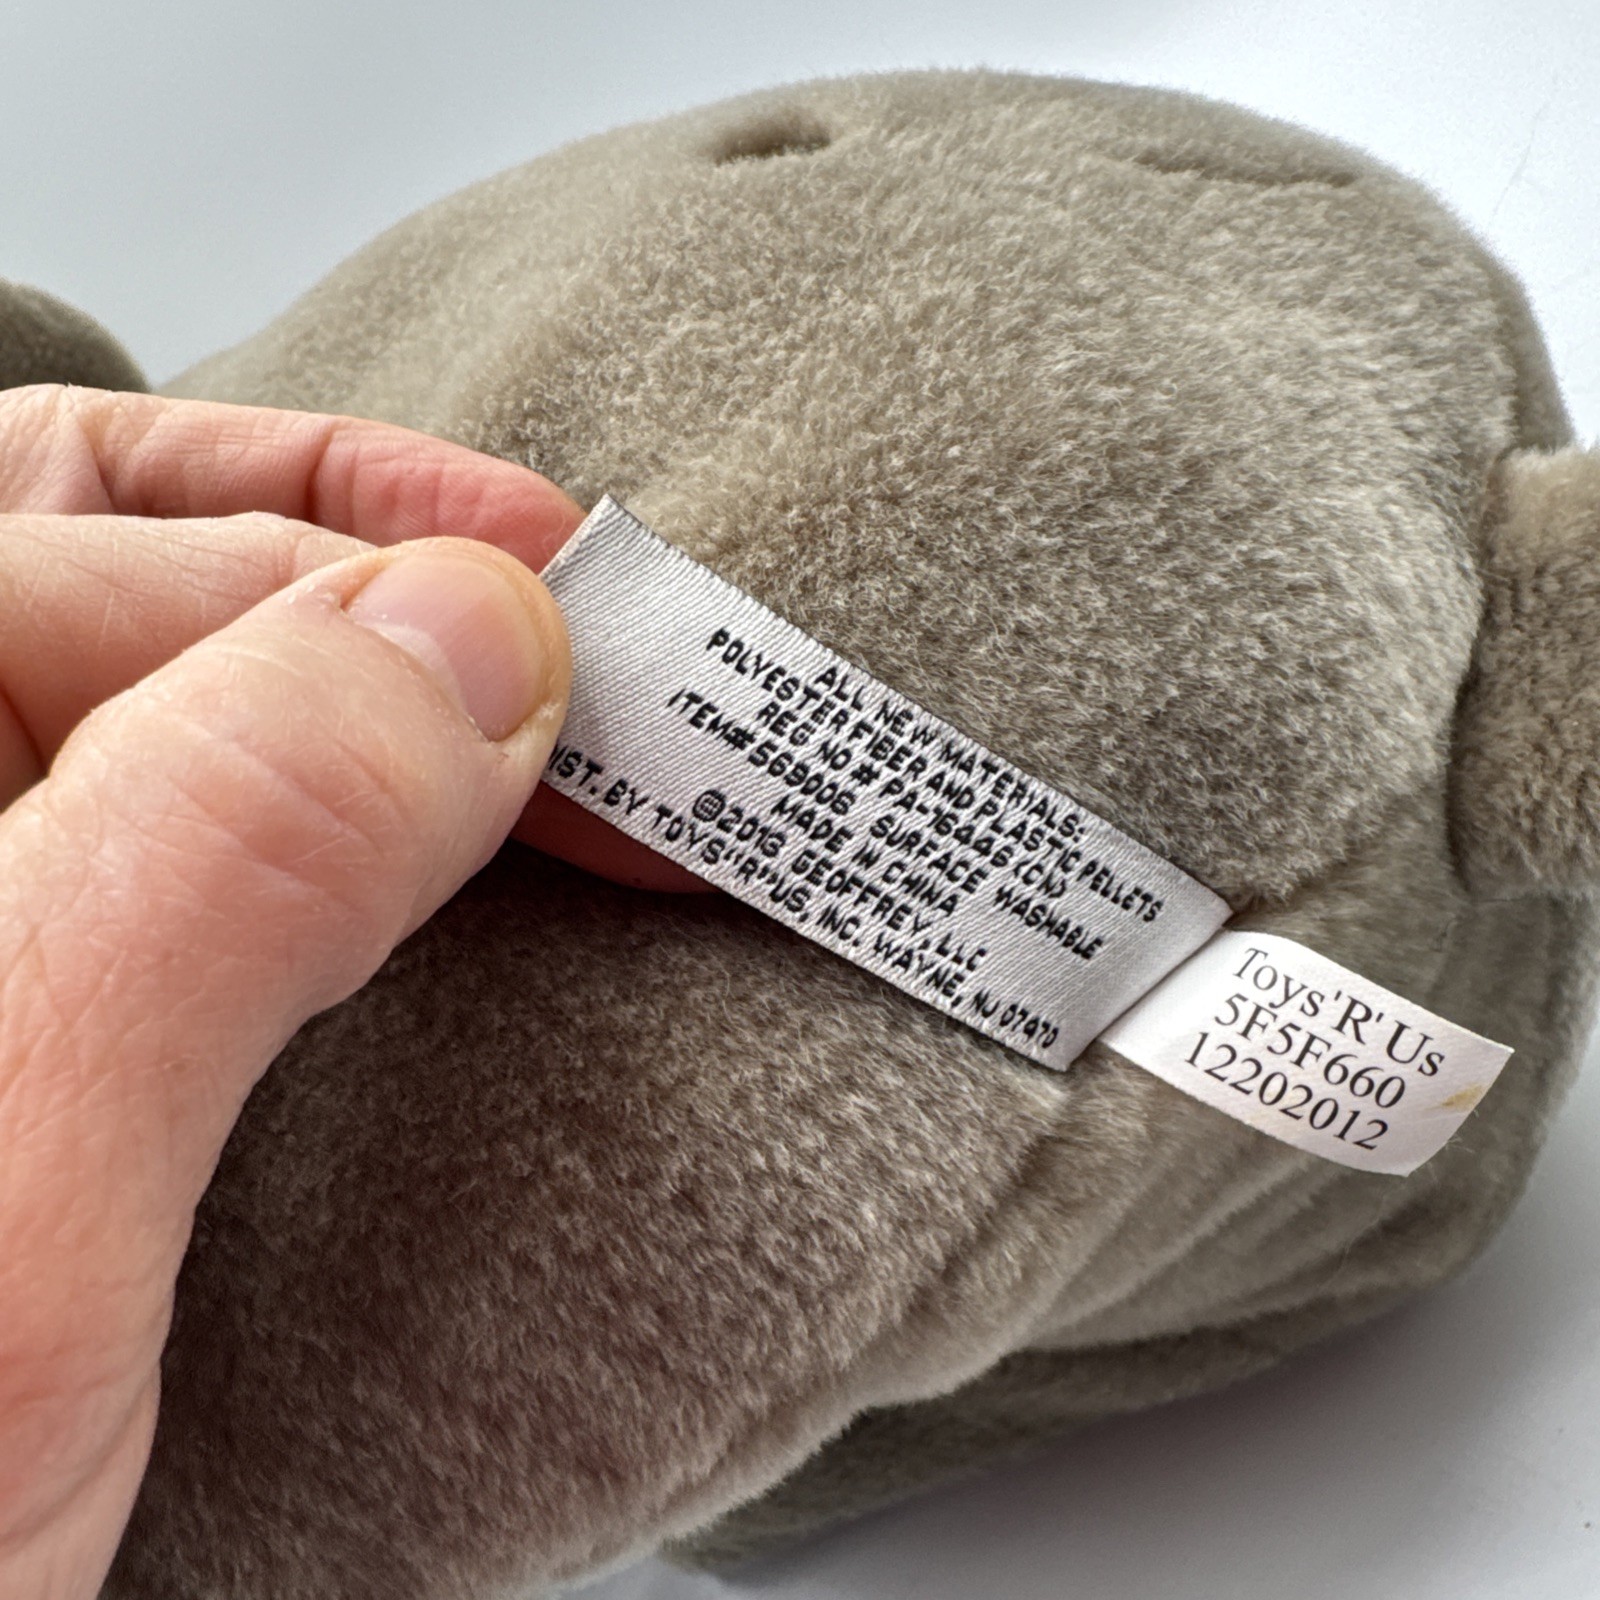 ALL NEW MATERIALS:
POLYESTER FIBER AND PLASTIC PELLETS
REG NO # PA-16446 (CN)
ITEM# 569006 SURFACE WASHABLE
MADE IN CHINA
©2013 GEOFFREY, LLC
DIST. BY TOYS"R"US, INC. WAYNE, NJ 07470
Toys'R' Us
5F5F660
12202012